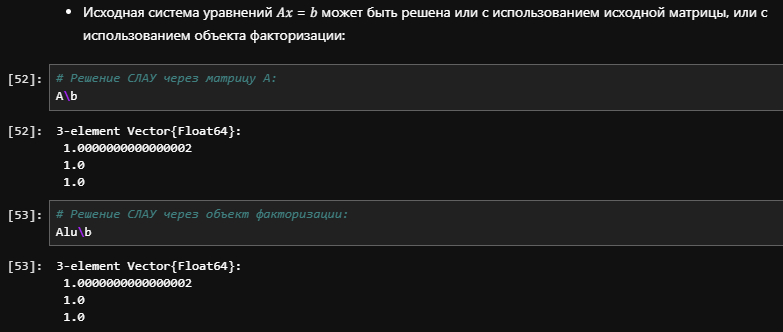 • Исходная система уравнений Ax = b может быть решена или с использованием исходной матрицы, или с
использованием объекта факторизации:
[52]: # Решение СЛАУ через матрицу A:
A\b
[52]: 3-element Vector{Float64}:
1.0000000000000002
1.0
1.0
[53]: # Решение СЛАУ через объект факторизации:
Alu\b
[53]: 3-element Vector{Float64}:
1.0000000000000002
1.0
1.0